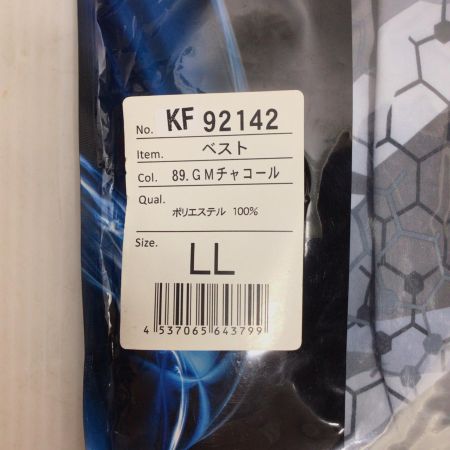 No. KF 92142
Item. ベスト
Col. 89.GMチャコール
Qual.
ポリエステル 100%
Size.
LL
4 537065 643799